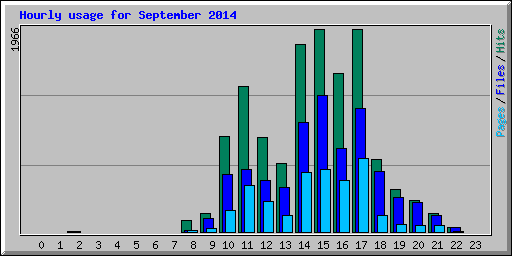 Hourly usage for September 2014
1966
Pages / Files / Hits
0 1 2 3 4 5 6 7 8 9 10 11 12 13 14 15 16 17 18 19 20 21 22 23